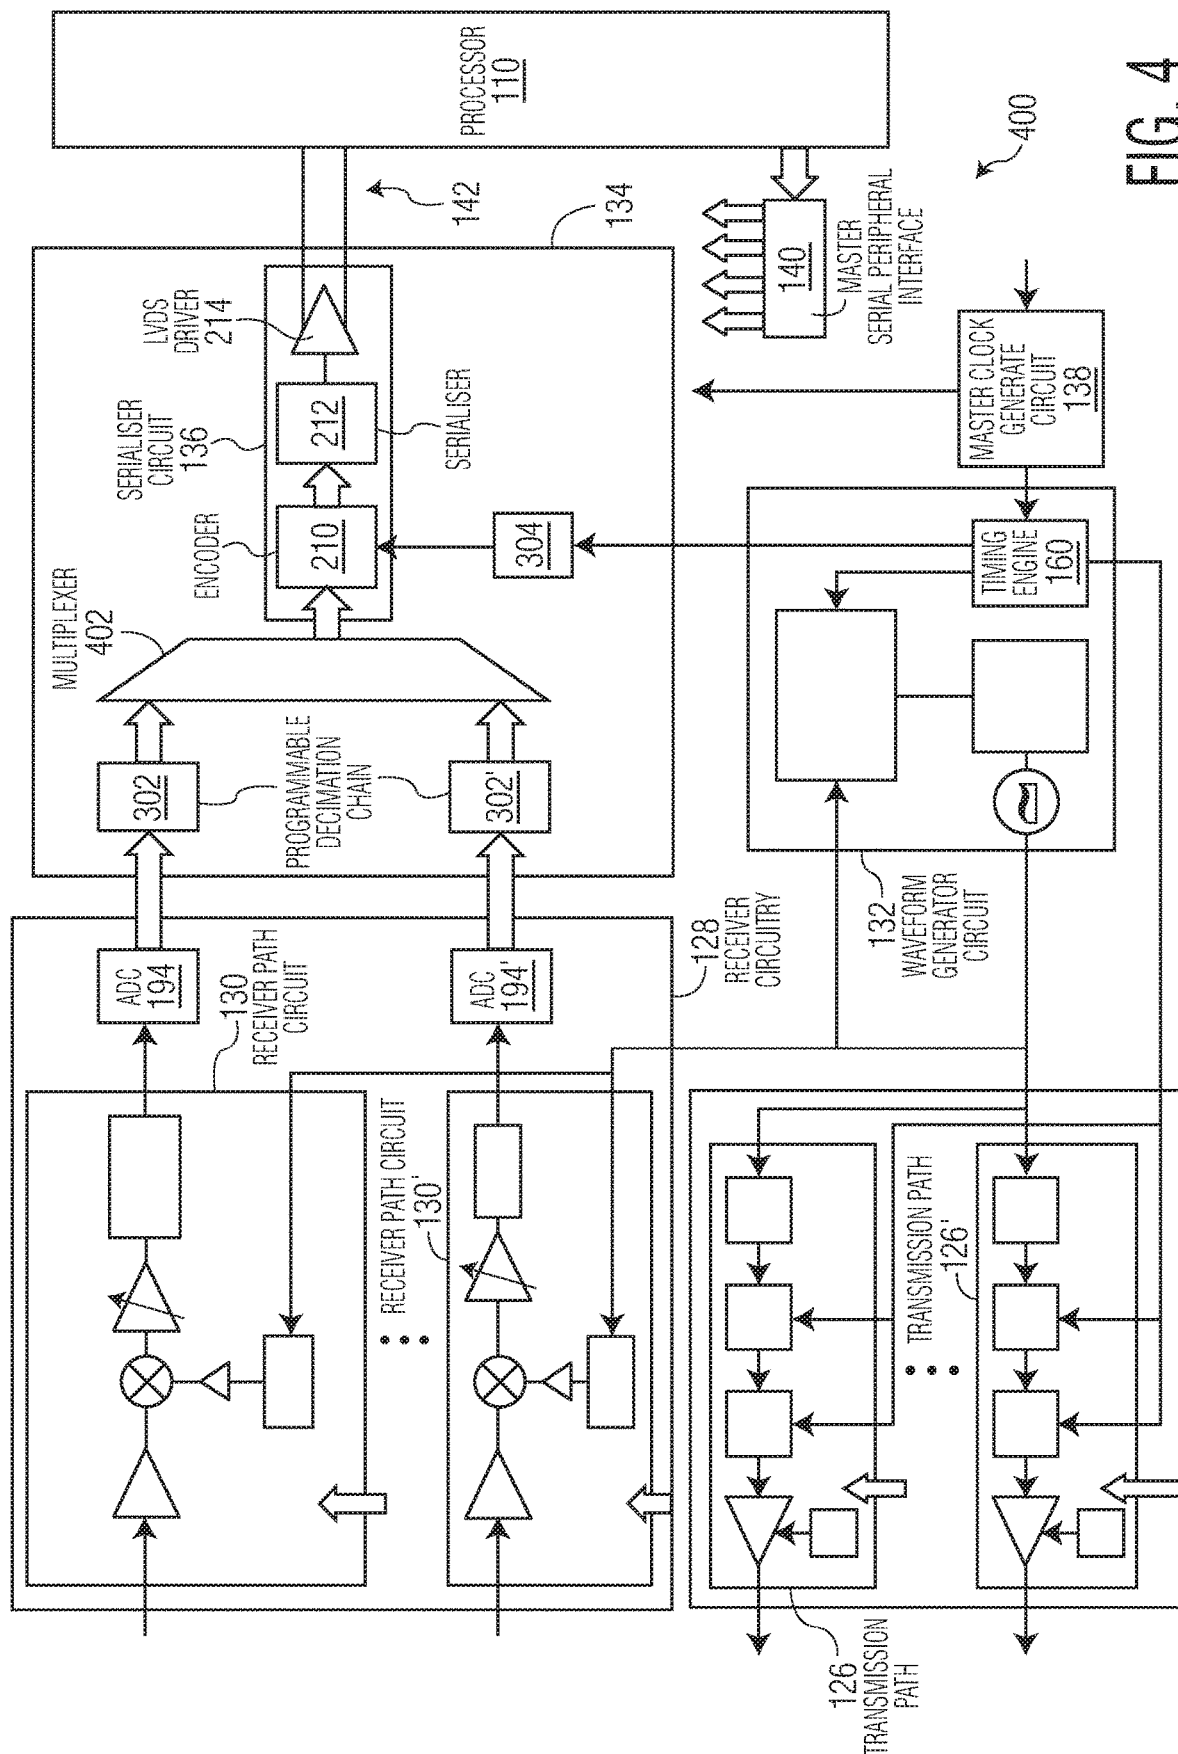 PROCESSOR
110
142
134
LVDS
DRIVER
214
SERIALISER
CIRCUIT
136
212
SERIALISER
ENCODER
210
304
MULTIPLEXER
402
302
PROGRAMMABLE
DECIMATION
CHAIN
302'
ADC
194
ADC
194'
130
RECEIVER PATH
CIRCUIT
RECEIVER PATH CIRCUIT
130'
128
RECEIVER
CIRCUITRY
140
MASTER
SERIAL PERIPHERAL
INTERFACE
MASTER CLOCK
GENERATE
CIRCUIT
138
TIMING
ENGINE
160
132
WAVEFORM
GENERATOR
CIRCUIT
TRANSMISSION PATH
126'
126
TRANSMISSION
PATH
400
FIG. 4